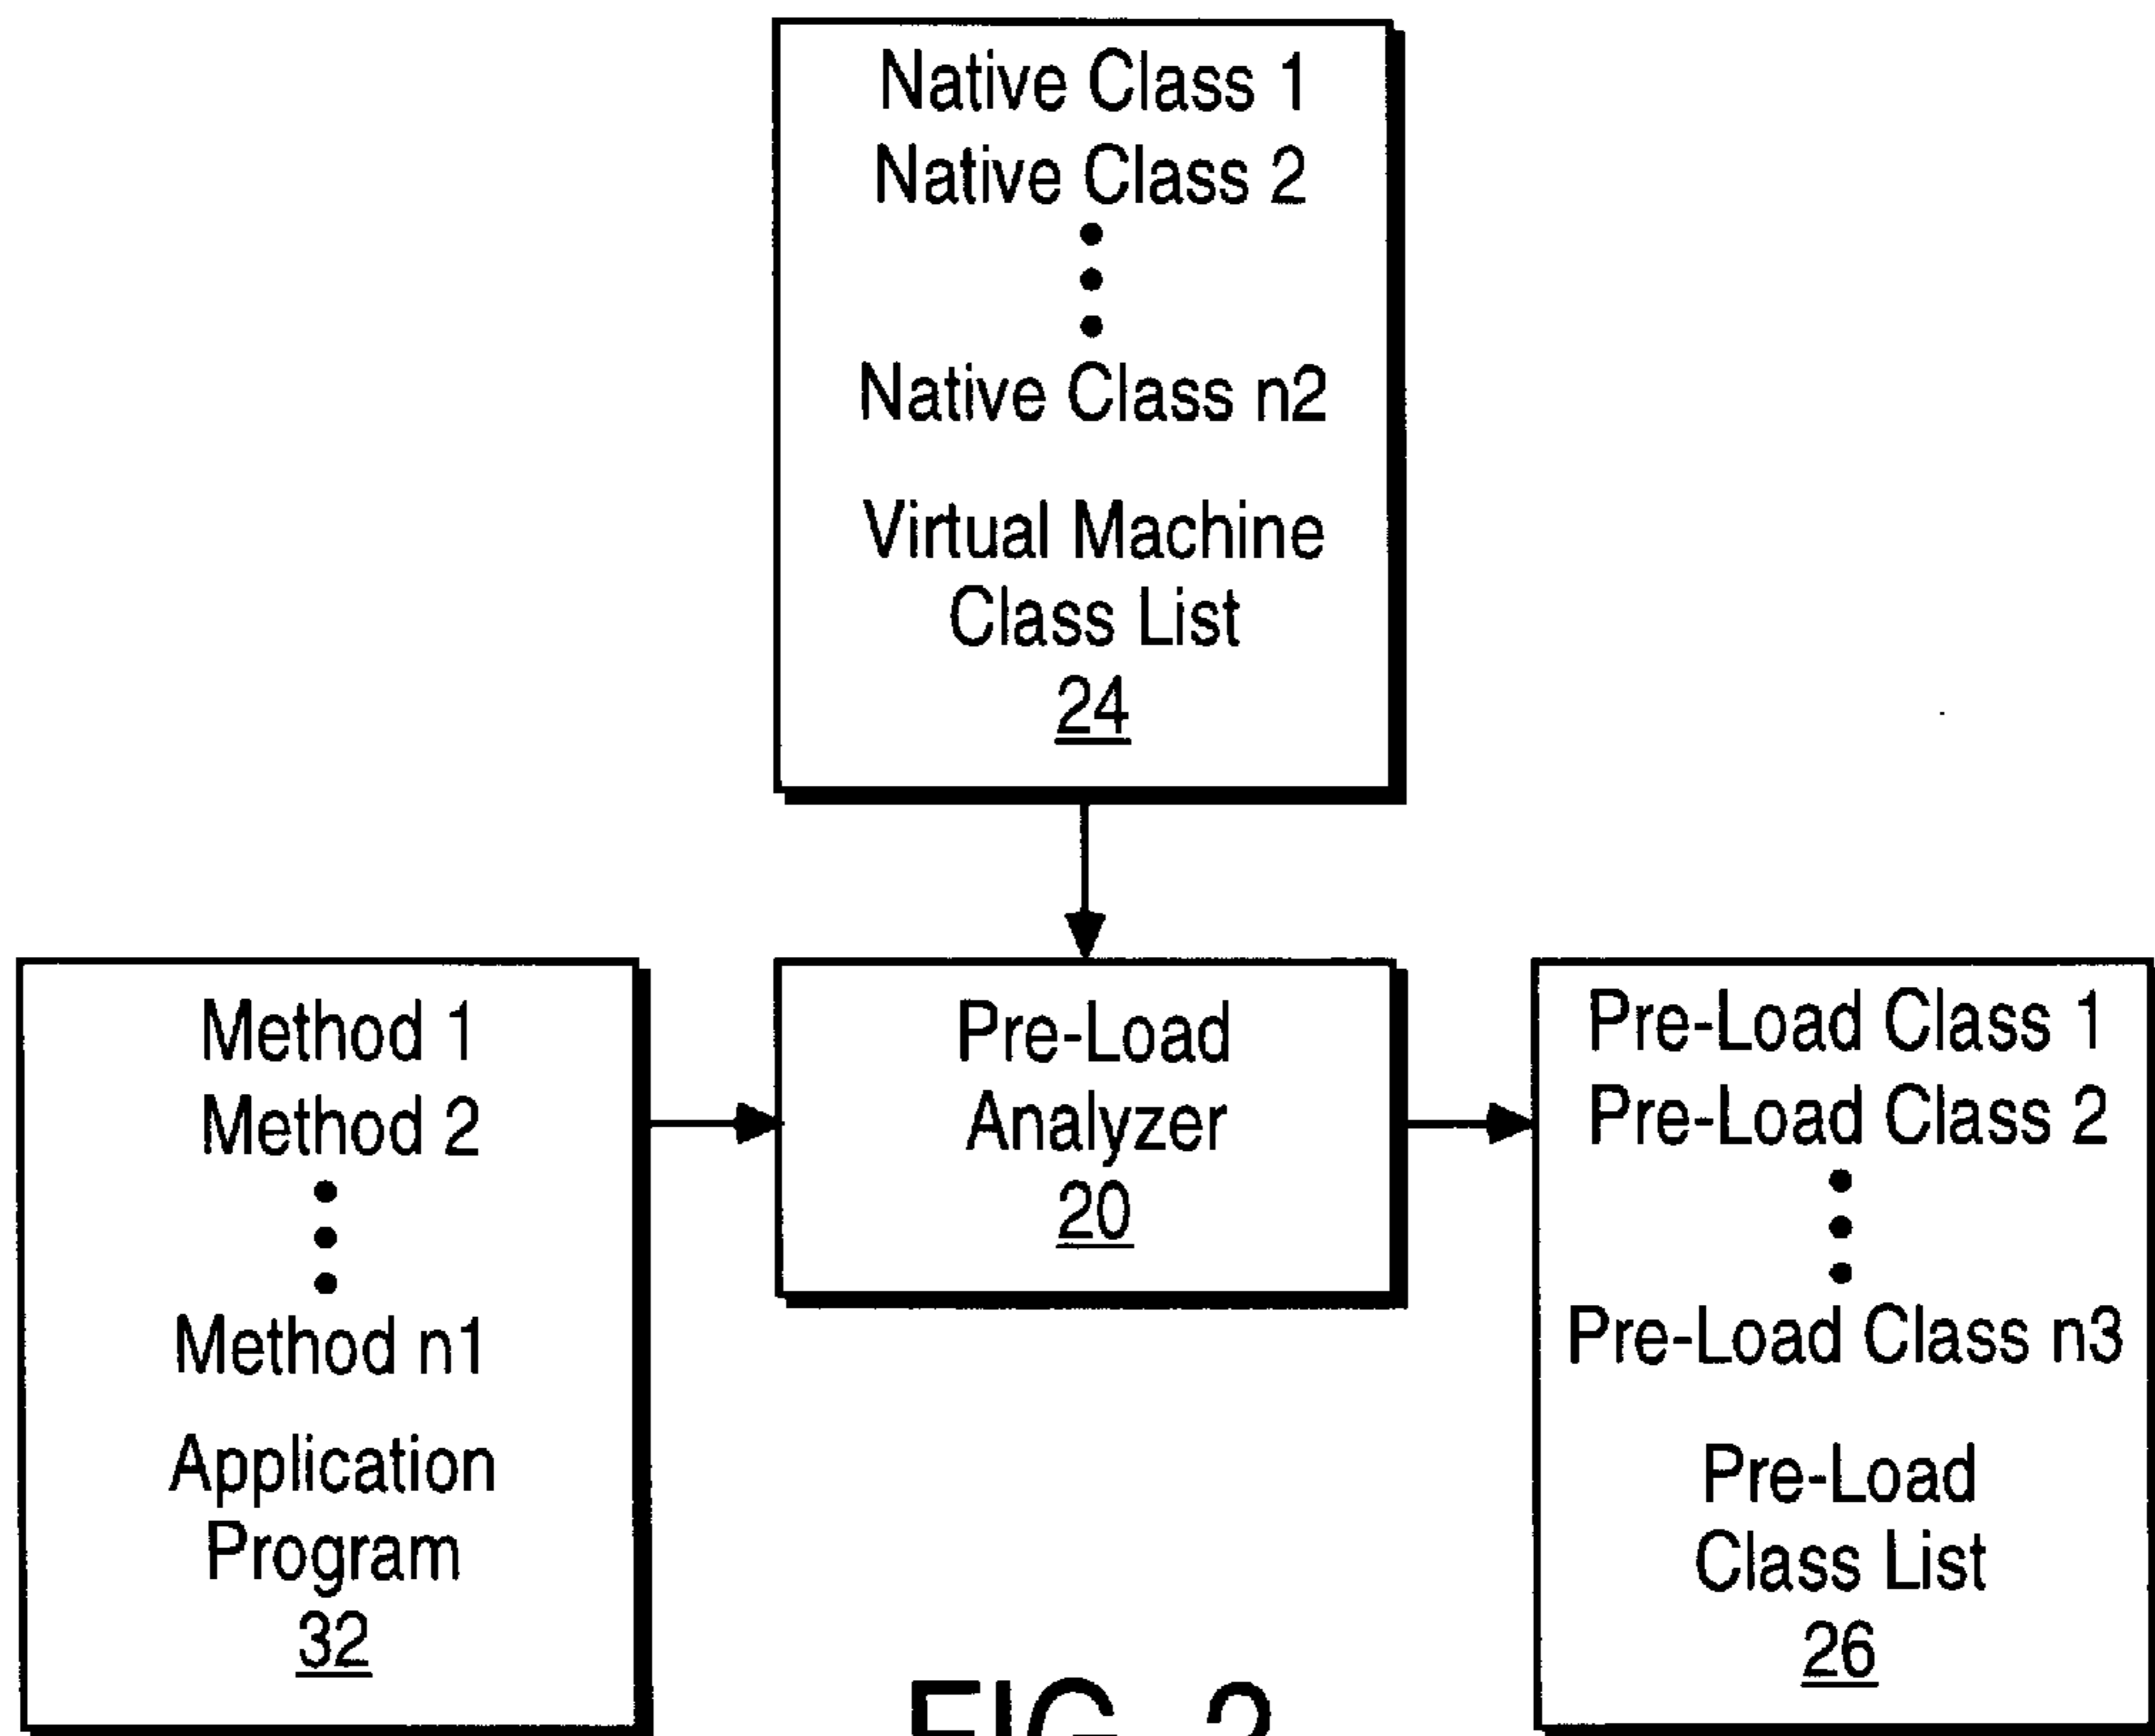 Native Class 1
Native Class 2
Native Class n2
Virtual Machine
Class List
24
Method 1
Method 2
Method n1
Application
Program
32
Pre-Load
Analyzer
20
Pre-Load Class 1
Pre-Load Class 2
Pre-Load Class n3
Pre-Load
Class List
26
FIG. 2